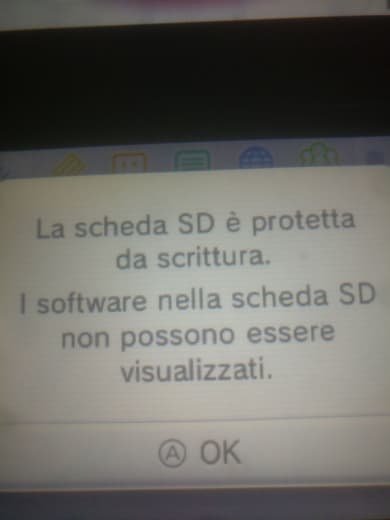 La scheda SD è protetta
da scrittura.
I software nella scheda SD
non possono essere
visualizzati.
Ⓐ OK